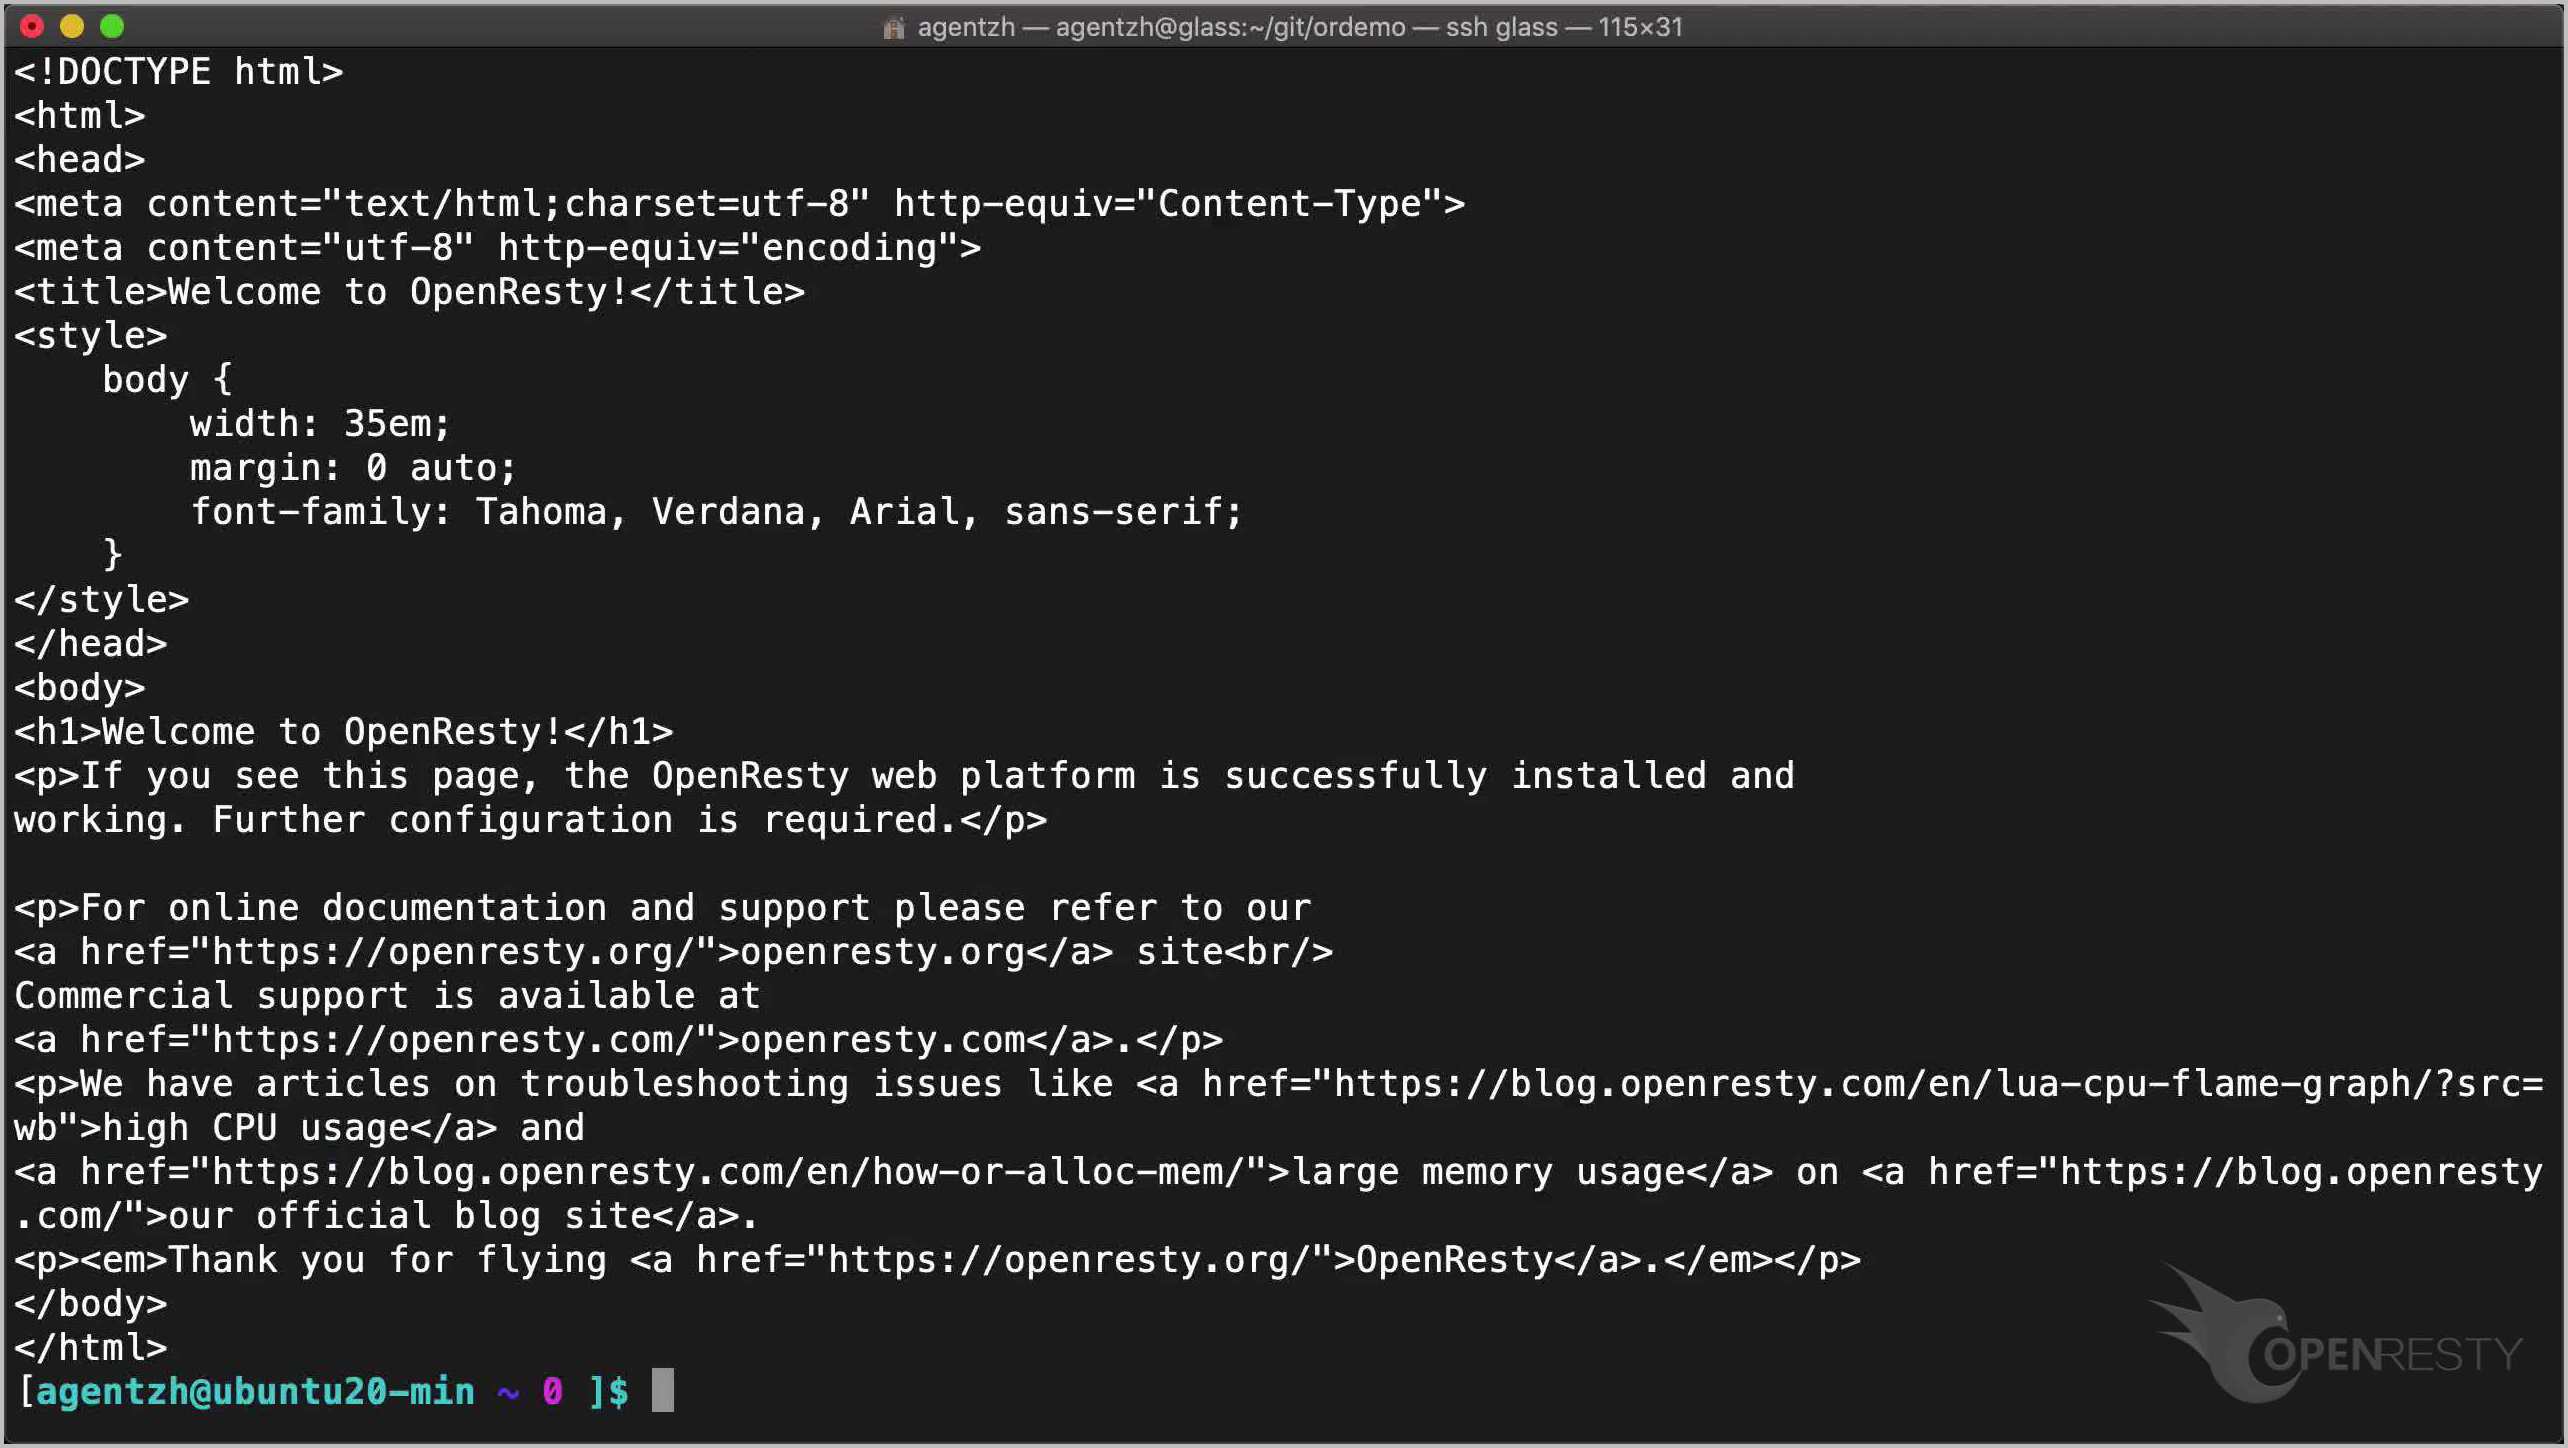 agentzh — agentzh@glass:~/git/ordemo — ssh glass — 115×31
<!DOCTYPE html>
<html>
<head>
<meta content="text/html;charset=utf-8" http-equiv="Content-Type">
<meta content="utf-8" http-equiv="encoding">
<title>Welcome to OpenResty!</title>
<style>
    body {
        width: 35em;
        margin: 0 auto;
        font-family: Tahoma, Verdana, Arial, sans-serif;
    }
</style>
</head>
<body>
<h1>Welcome to OpenResty!</h1>
<p>If you see this page, the OpenResty web platform is successfully installed and
working. Further configuration is required.</p>

<p>For online documentation and support please refer to our
<a href="https://openresty.org/">openresty.org</a> site<br/>
Commercial support is available at
<a href="https://openresty.com/">openresty.com</a>.</p>
<p>We have articles on troubleshooting issues like <a href="https://blog.openresty.com/en/lua-cpu-flame-graph/?src=
wb">high CPU usage</a> and
<a href="https://blog.openresty.com/en/how-or-alloc-mem/">large memory usage</a> on <a href="https://blog.openresty
.com/">our official blog site</a>.
<p><em>Thank you for flying <a href="https://openresty.org/">OpenResty</a>.</em></p>
</body>
</html>
[agentzh@ubuntu20-min ~ 0 ]$
OPENRESTY